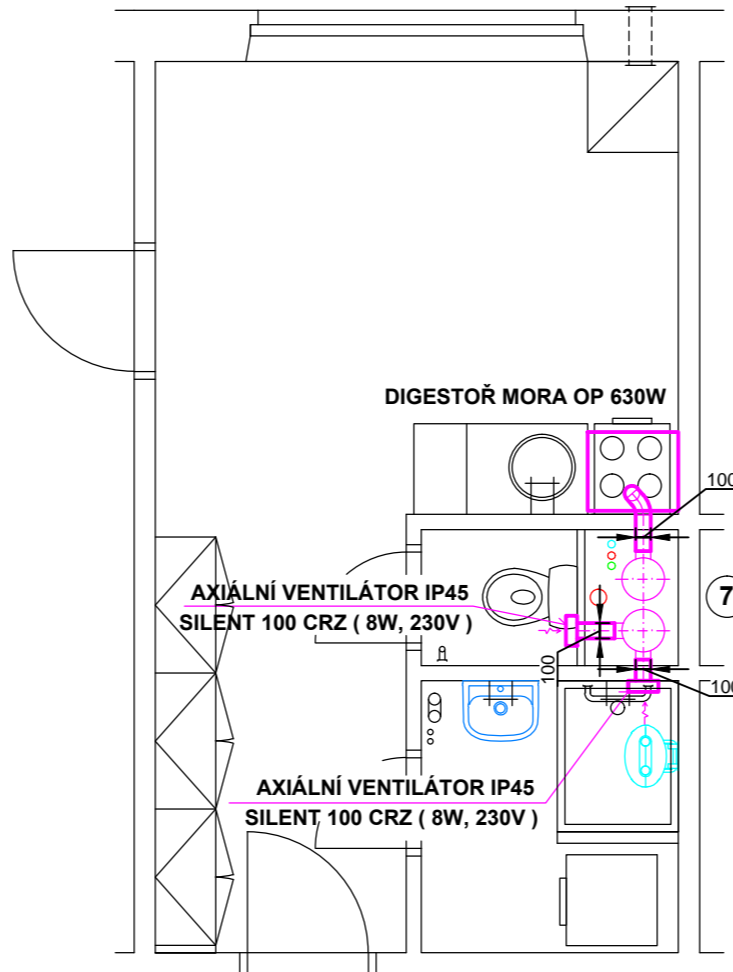 DIGESTOŘ MORA OP 630W
100
AXIÁLNÍ VENTILÁTOR IP45
SILENT 100 CRZ ( 8W, 230V )
7
100
100
AXIÁLNÍ VENTILÁTOR IP45
SILENT 100 CRZ ( 8W, 230V )